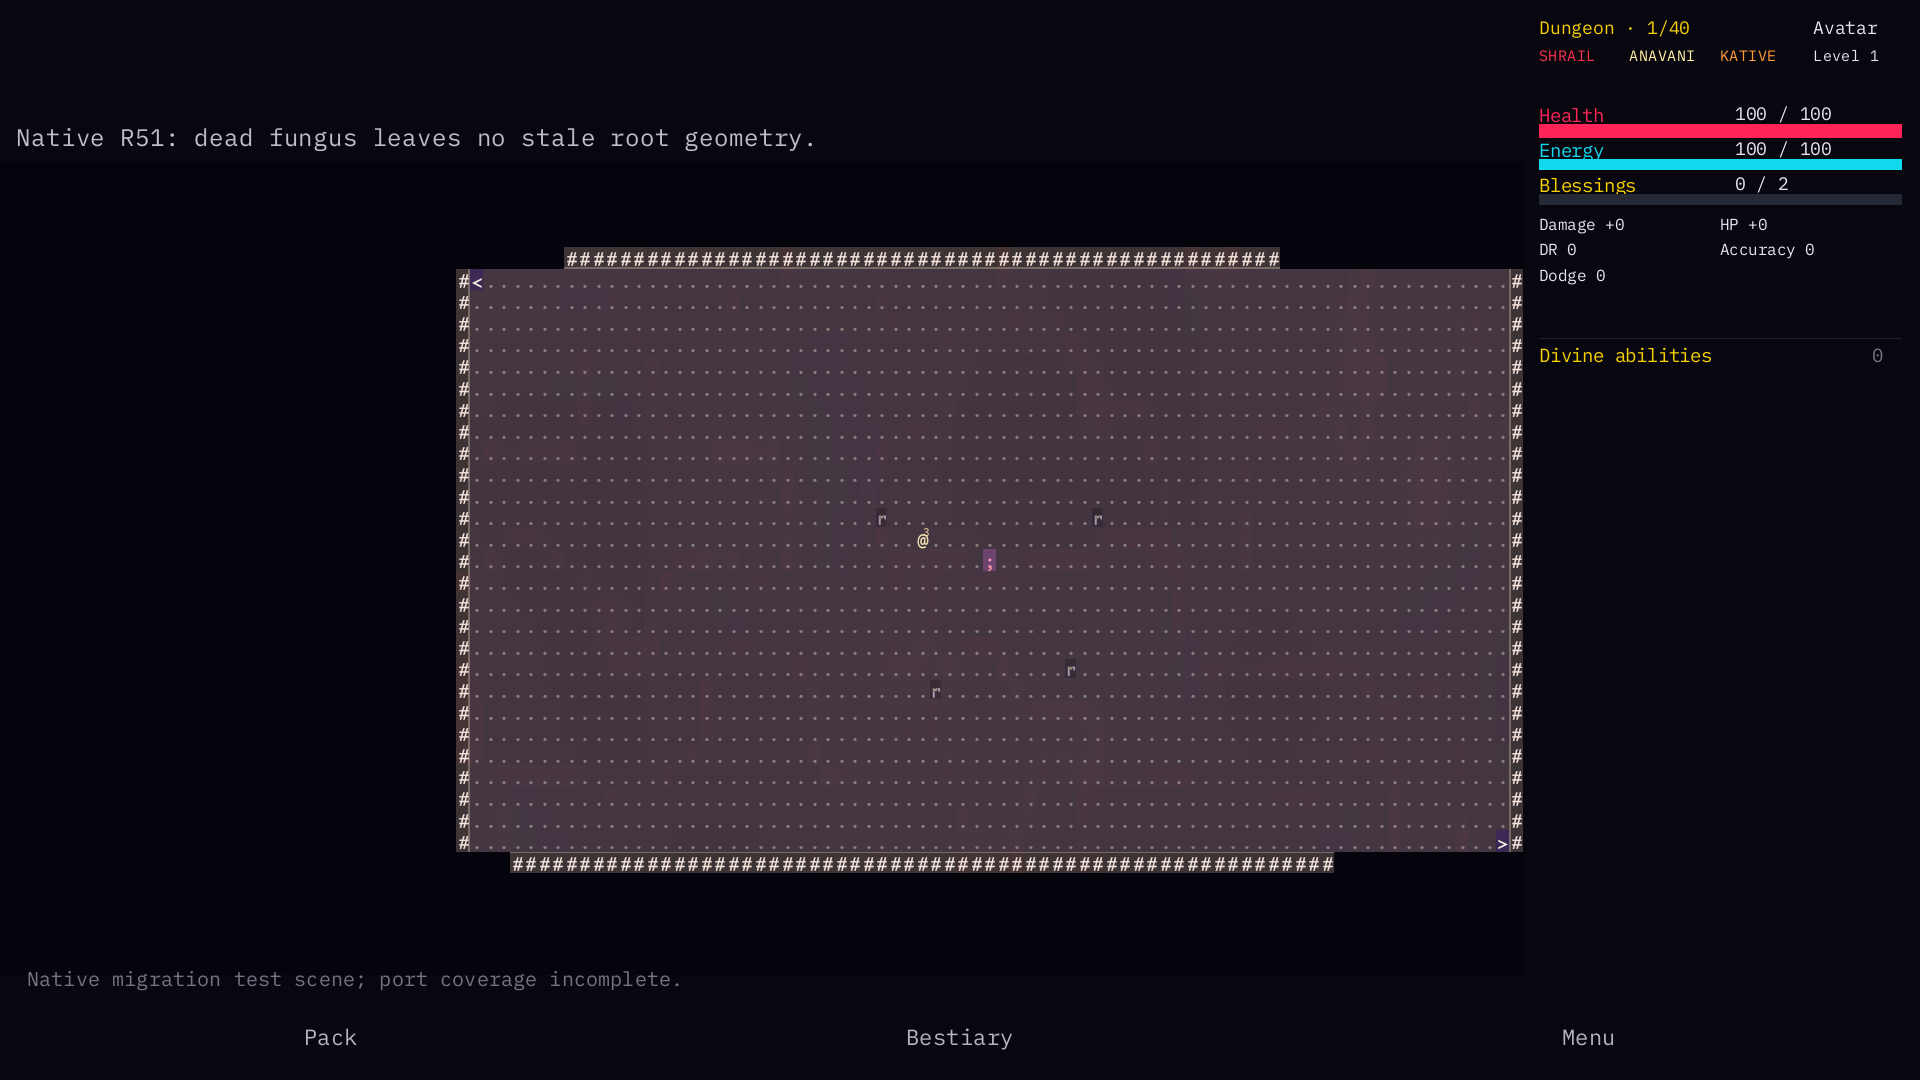 Dungeon · 1/40
Avatar
SHRAIL ANAVANI KATIVE
Level 1
Health 100 / 100
Energy 100 / 100
Blessings 0 / 2
Damage +0 HP +0
DR 0 Accuracy 0
Dodge 0
Divine abilities 0
Native R51: dead fungus leaves no stale root geometry.
#####################################################
#< #
r r
3
@
;
r
r
>#
#############################################################
Native migration test scene; port coverage incomplete.
Pack Bestiary Menu